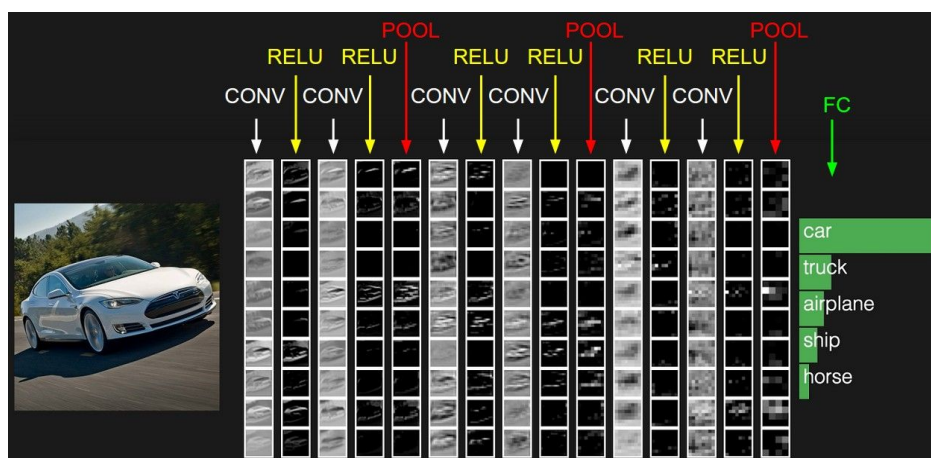 POOL POOL POOL
RELU RELU RELU RELU RELU RELU
CONV CONV CONV CONV CONV CONV
FC
car
truck
airplane
ship
horse